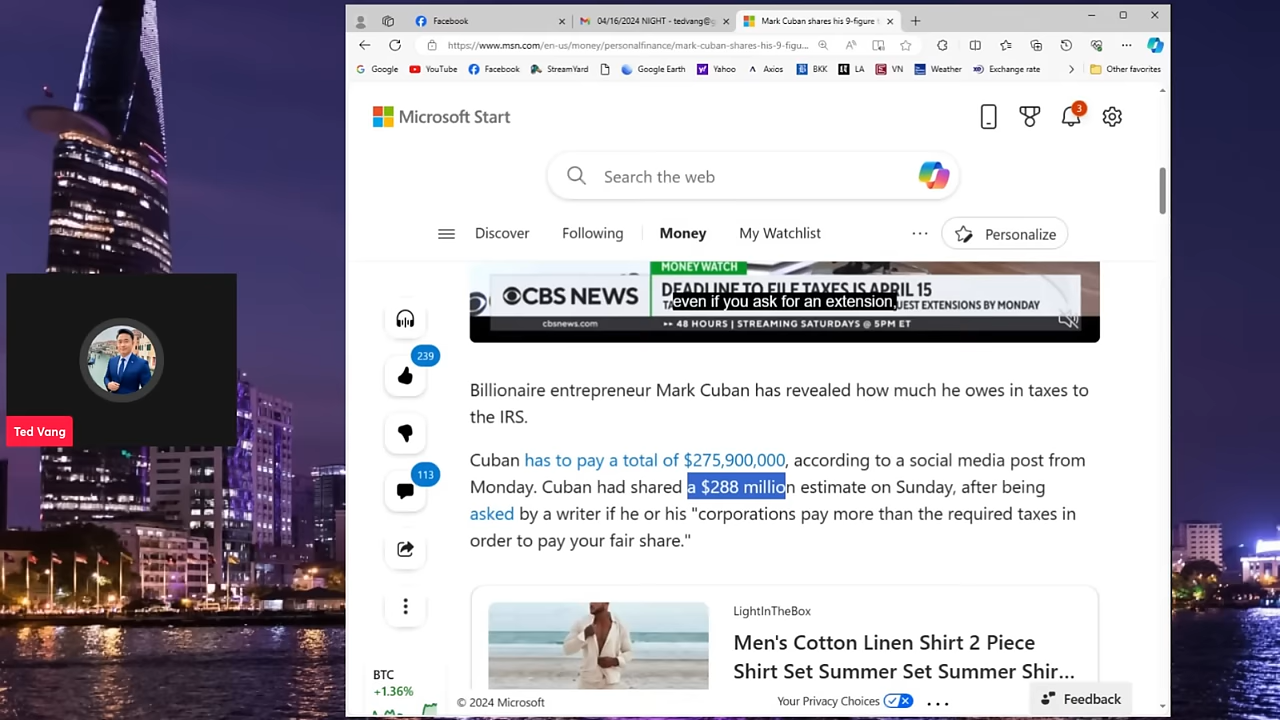 Facebook
04/16/2024 NIGHT - tedvang@g
Mark Cuban shares his 9-figure t
https://www.msn.com/en-us/money/personalfinance/mark-cuban-shares-his-9-figu...
Google
YouTube
Facebook
StreamYard
Google Earth
Yahoo
Axios
BKK
LA
VN
Weather
Exchange rate
Other favorites
Microsoft Start
3
Search the web
Discover
Following
Money
My Watchlist
Personalize
MONEY WATCH
CBS NEWS
DEADLINE TO FILE TAXES IS APRIL 15
even if you ask for an extension,
UEST EXTENSIONS BY MONDAY
cbsnews.com
48 HOURS | STREAMING SATURDAYS @ 5PM ET
239
113
Billionaire entrepreneur Mark Cuban has revealed how much he owes in taxes to
the IRS.
Cuban has to pay a total of $275,900,000, according to a social media post from
Monday. Cuban had shared a $288 million estimate on Sunday, after being
asked by a writer if he or his "corporations pay more than the required taxes in
order to pay your fair share."
LightInTheBox
Men's Cotton Linen Shirt 2 Piece
Shirt Set Summer Set Summer Shir...
BTC
+1.36%
© 2024 Microsoft
Your Privacy Choices
Feedback
Ted Vang